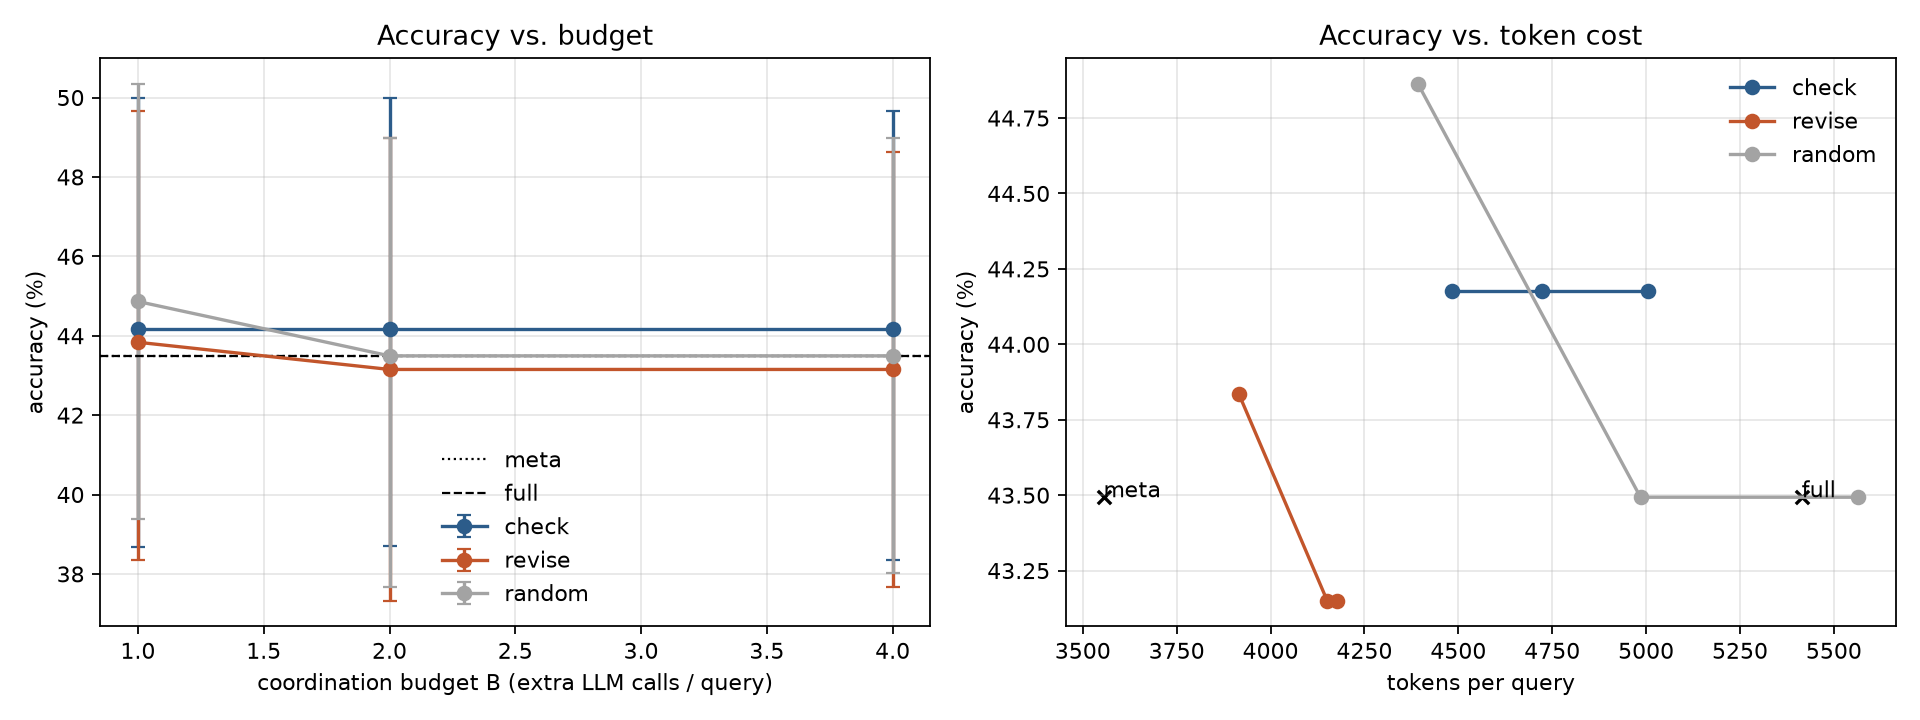 Accuracy vs. budget
accuracy (%)
50
48
46
44
42
40
38
meta
full
check
revise
random
1.0 1.5 2.0 2.5 3.0 3.5 4.0
coordination budget B (extra LLM calls / query)
Accuracy vs. token cost
accuracy (%)
44.75
44.50
44.25
44.00
43.75
43.50
43.25
check
revise
random
meta
full
3500 3750 4000 4250 4500 4750 5000 5250 5500
tokens per query